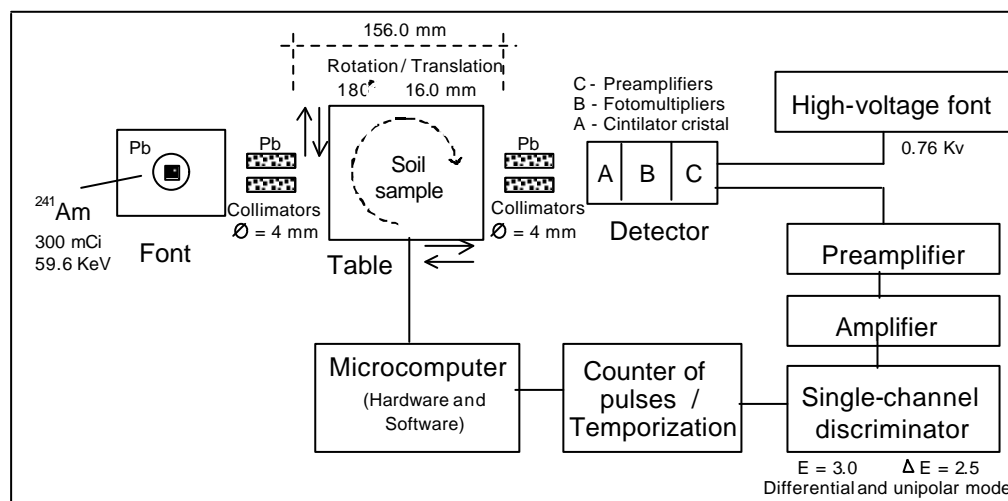 156.0 mm
Rotation / Translation
180° 16.0 mm
C - Preamplifiers
B - Fotomultipliers
A - Cintilator cristal
High-voltage font
0.76 Kv
Pb
Pb
Soil
sample
Pb
A B C
241Am
300 mCi
59.6 KeV
Font
Collimators
Ø = 4 mm
Table
Collimators
Ø = 4 mm
Detector
Preamplifier
Amplifier
Microcomputer
(Hardware and
Software)
Counter of
pulses /
Temporization
Single-channel
discriminator
E = 3.0 Δ E = 2.5
Differential and unipolar mode